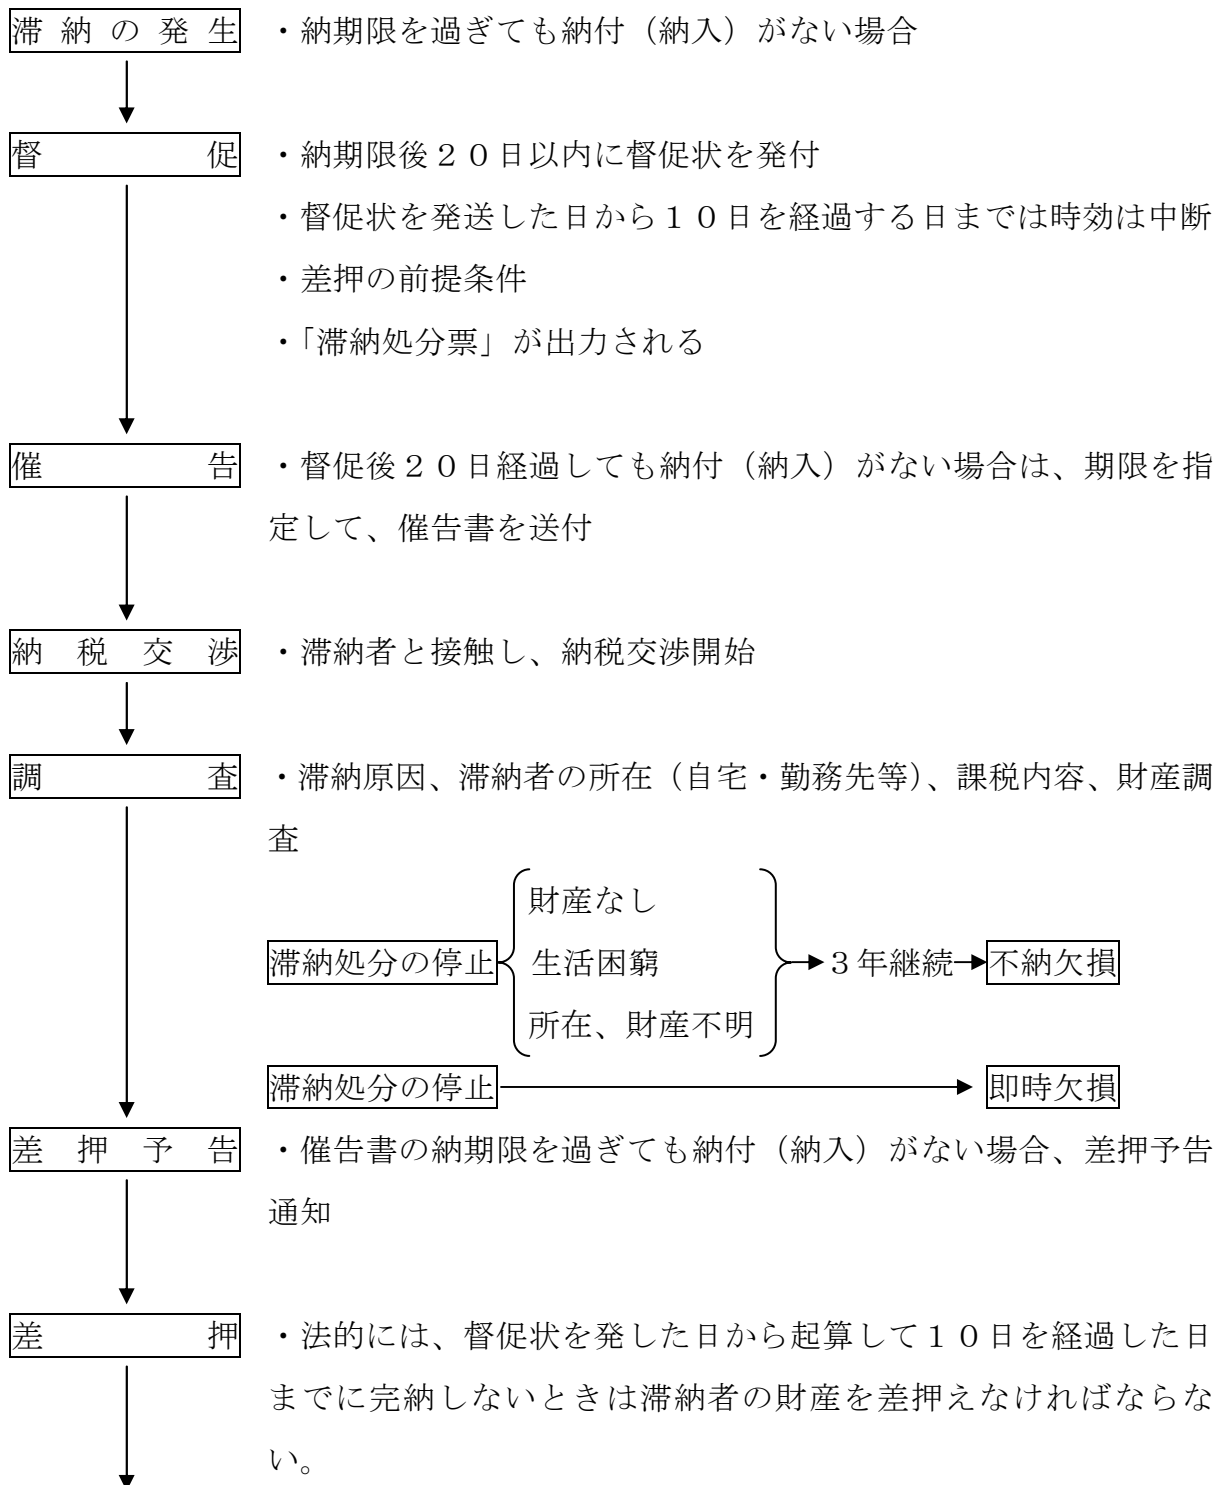 滞納の発生 ・納期限を過ぎても納付（納入）がない場合
督促 ・納期限後２０日以内に督促状を発付
・督促状を発送した日から１０日を経過する日までは時効は中断
・差押の前提条件
・「滞納処分票」が出力される
催告 ・督促後２０日経過しても納付（納入）がない場合は、期限を指
定して、催告書を送付
納税交渉 ・滞納者と接触し、納税交渉開始
調査 ・滞納原因、滞納者の所在（自宅・勤務先等）、課税内容、財産調
査
財産なし
滞納処分の停止 生活困窮 ３年継続 不納欠損
所在、財産不明
滞納処分の停止 即時欠損
差押予告 ・催告書の納期限を過ぎても納付（納入）がない場合、差押予告
通知
差押 ・法的には、督促状を発した日から起算して１０日を経過した日
までに完納しないときは滞納者の財産を差押えなければならな
い。